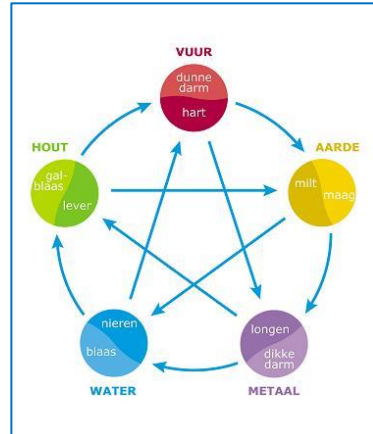 VUUR
dunne
darm
hart
HOUT
gal-
blaas
lever
AARDE
milt
maag
nieren
blaas
WATER
longen
dikke
darm
METAAL